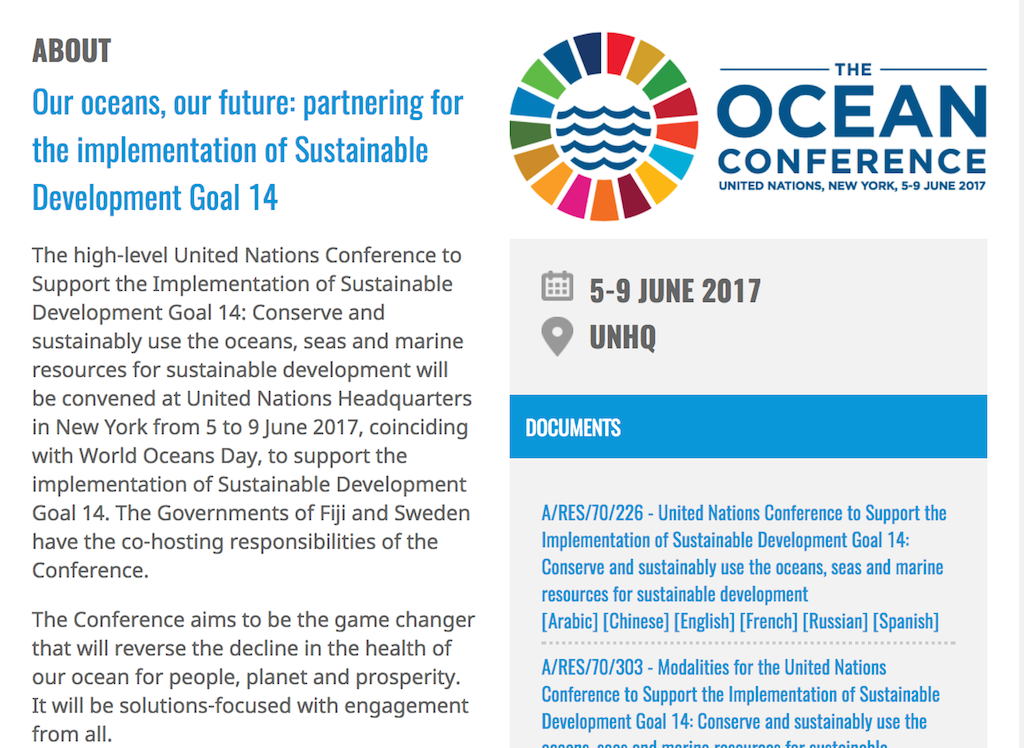 ABOUT
Our oceans, our future: partnering for
the implementation of Sustainable
Development Goal 14
The high-level United Nations Conference to
Support the Implementation of Sustainable
Development Goal 14: Conserve and
sustainably use the oceans, seas and marine
resources for sustainable development will
be convened at United Nations Headquarters
in New York from 5 to 9 June 2017, coinciding
with World Oceans Day, to support the
implementation of Sustainable Development
Goal 14. The Governments of Fiji and Sweden
have the co-hosting responsibilities of the
Conference.
The Conference aims to be the game changer
that will reverse the decline in the health of
our ocean for people, planet and prosperity.
It will be solutions-focused with engagement
from all.
THE
OCEAN
CONFERENCE
UNITED NATIONS, NEW YORK, 5-9 JUNE 2017
5-9 JUNE 2017
UNHQ
DOCUMENTS
A/RES/70/226 - United Nations Conference to Support the
Implementation of Sustainable Development Goal 14:
Conserve and sustainably use the oceans, seas and marine
resources for sustainable development
[Arabic] [Chinese] [English] [French] [Russian] [Spanish]
A/RES/70/303 - Modalities for the United Nations
Conference to Support the Implementation of Sustainable
Development Goal 14: Conserve and sustainably use the
oceans, seas and marine resources for sustainable